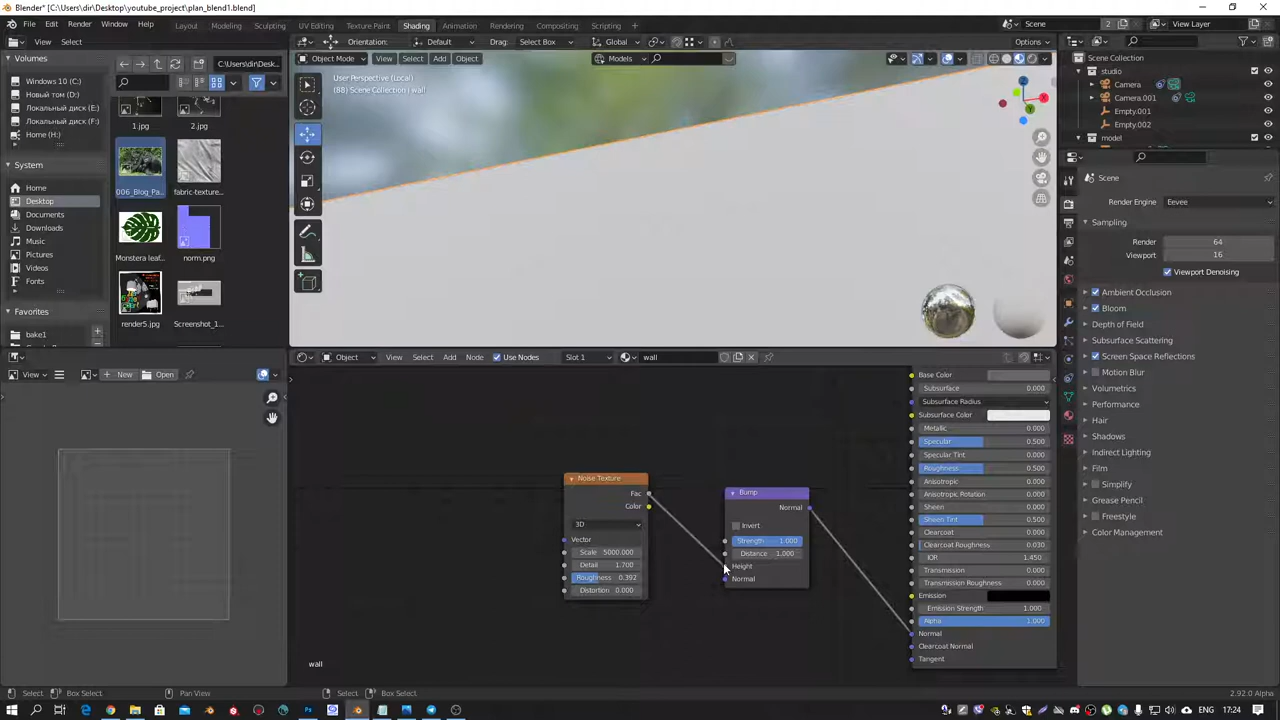 Blender* [C:\Users\dir\Desktop\youtube_project\plan_blend1.blend]
File Edit Render Window Help Layout Modeling Sculpting UV Editing Texture Paint Shading Animation Rendering Compositing Scripting Scene 2 View Layer
View Select C:\Users\dir\Desk...
Orientation: Default Drag: Select Box Global Options
Object Mode View Select Add Object Models
Volumes
Windows 10 (C:)
Новый том (D:)
Локальный диск (E:)
Локальный диск (F:)
Home (H:)
System
Home
Desktop
Documents
Downloads
Music
Pictures
Videos
Fonts
Favorites
bake1
1.jpg 2.jpg
006_Blog_Pa... fabric-texture...
Monstera leaf... norm.png
render5.jpg Screenshot_1...
User Perspective (Local)
(88) Scene Collection | wall
Scene Collection
studio
Camera
Camera.001
Empty.001
Empty.002
model
Scene
Render Engine Eevee
Sampling
Render 64
Viewport 16
Viewport Denoising
Ambient Occlusion
Bloom
Depth of Field
Subsurface Scattering
Screen Space Reflections
Motion Blur
Volumetrics
Performance
Hair
Shadows
Indirect Lighting
Film
Simplify
Grease Pencil
Freestyle
Color Management
View New Open
Object View Select Add Node Use Nodes Slot 1 wall
Noise Texture
Fac
Color
3D
Vector
Scale 5000.000
Detail 1.700
Roughness 0.392
Distortion 0.000
Bump
Normal
Invert
Strength 1.000
Distance 1.000
Height
Normal
Base Color
Subsurface 0.000
Subsurface Radius
Subsurface Color
Metallic 0.000
Specular 0.500
Specular Tint 0.000
Roughness 0.500
Anisotropic 0.000
Anisotropic Rotation 0.000
Sheen 0.000
Sheen Tint 0.500
Clearcoat 0.000
Clearcoat Roughness 0.030
IOR 1.450
Transmission 0.000
Transmission Roughness 0.000
Emission
Emission Strength 1.000
Alpha 1.000
Normal
Clearcoat Normal
Tangent
wall
Select Box Select Pan View Select Box Select 2.92.0 Alpha
ENG 17:24